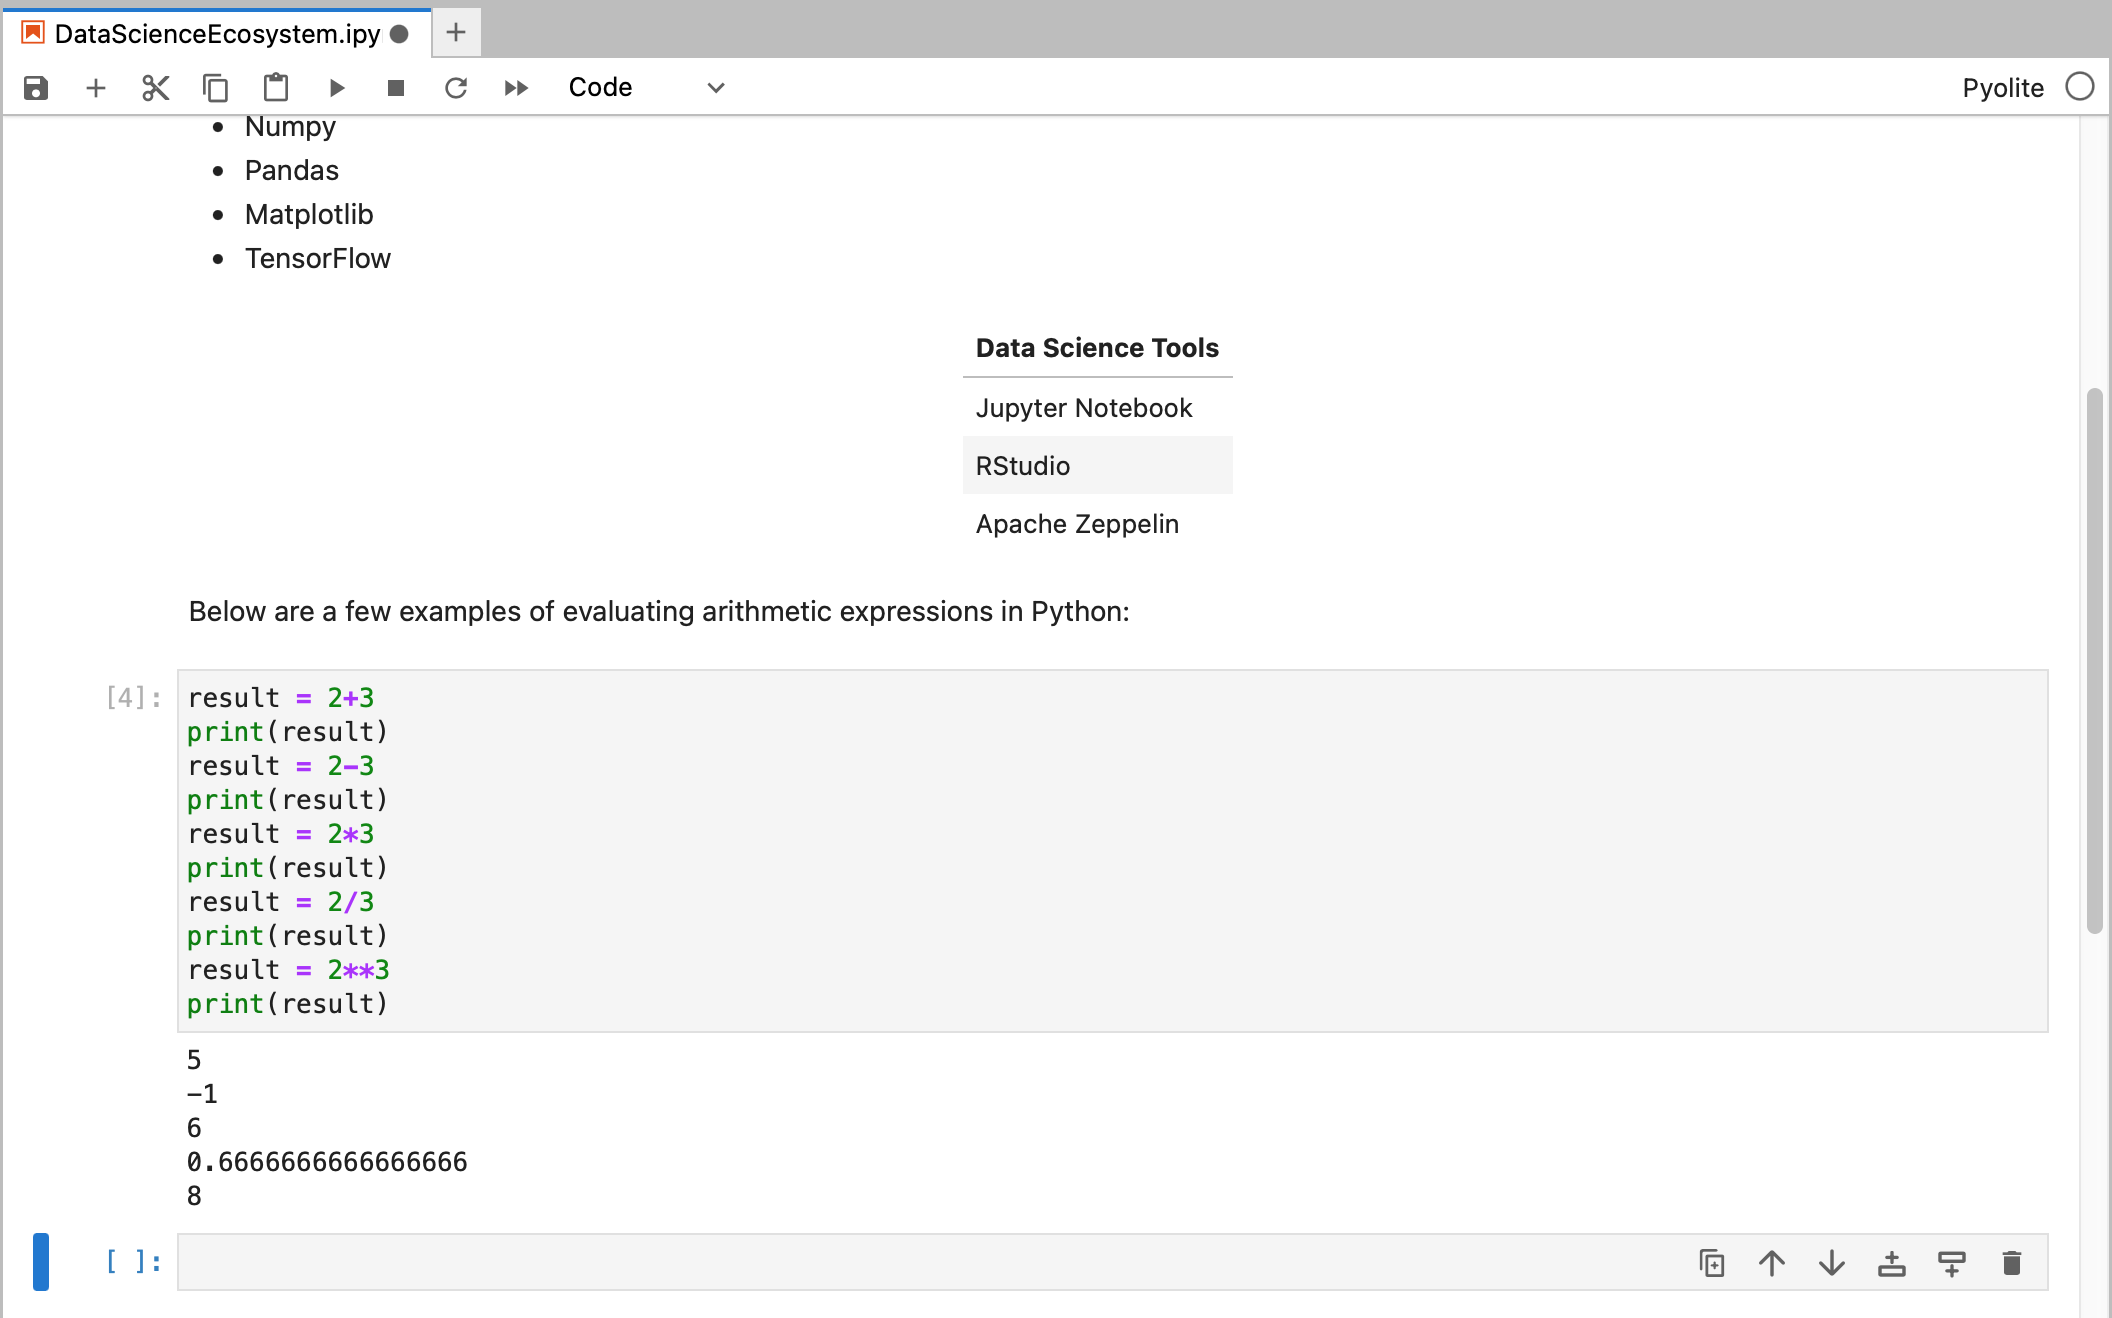 DataScienceEcosystem.ipy
Code
Pyolite
Numpy
Pandas
Matplotlib
TensorFlow
Data Science Tools
Jupyter Notebook
RStudio
Apache Zeppelin
Below are a few examples of evaluating arithmetic expressions in Python:
[4]:
result = 2+3
print(result)
result = 2-3
print(result)
result = 2*3
print(result)
result = 2/3
print(result)
result = 2**3
print(result)
5
-1
6
0.6666666666666666
8
[ ]: